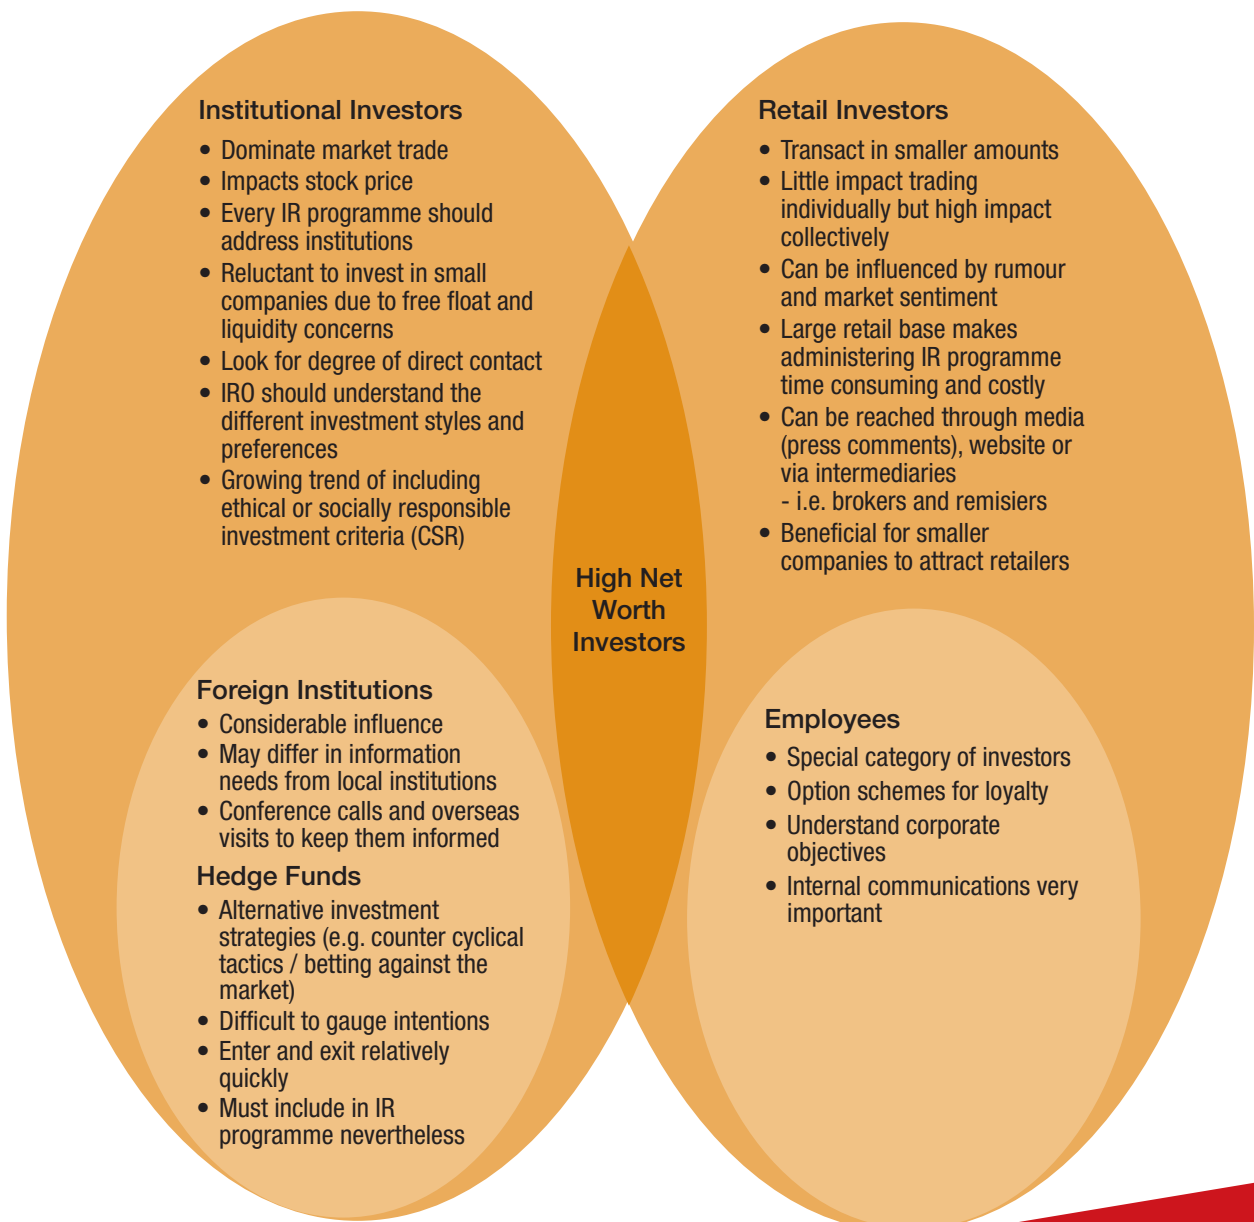 Institutional Investors
• Dominate market trade
• Impacts stock price
• Every IR programme should
address institutions
• Reluctant to invest in small
companies due to free float and
liquidity concerns
• Look for degree of direct contact
• IRO should understand the
different investment styles and
preferences
• Growing trend of including
ethical or socially responsible
investment criteria (CSR)
Foreign Institutions
• Considerable influence
• May differ in information
needs from local institutions
• Conference calls and overseas
visits to keep them informed
Hedge Funds
• Alternative investment
strategies (e.g. counter cyclical
tactics / betting against the
market)
• Difficult to gauge intentions
• Enter and exit relatively
quickly
• Must include in IR
programme nevertheless
High Net
Worth
Investors
Retail Investors
• Transact in smaller amounts
• Little impact trading
individually but high impact
collectively
• Can be influenced by rumour
and market sentiment
• Large retail base makes
administering IR programme
time consuming and costly
• Can be reached through media
(press comments), website or
via intermediaries
- i.e. brokers and remisiers
• Beneficial for smaller
companies to attract retailers
Employees
• Special category of investors
• Option schemes for loyalty
• Understand corporate
objectives
• Internal communications very
important